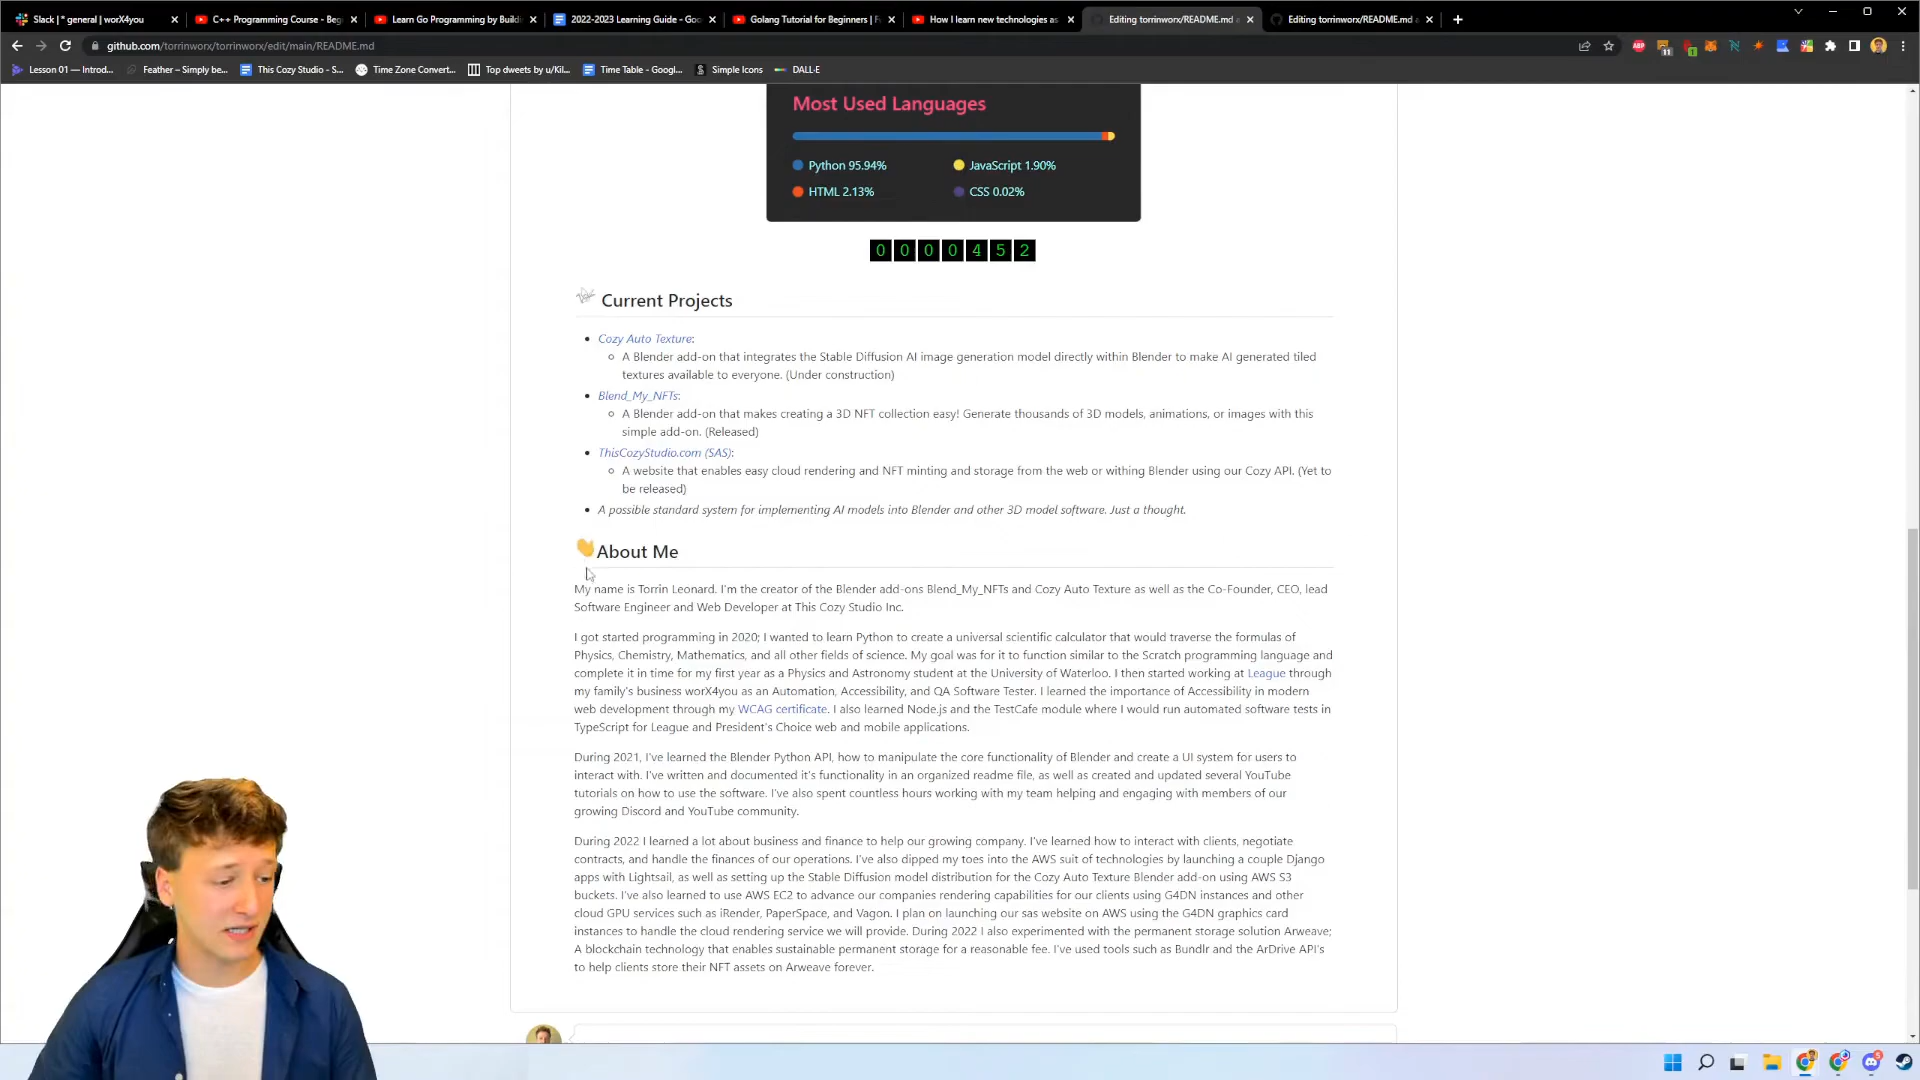 Slack | * general | worX4you
C++ Programming Course - Beg
Learn Go Programming by Buildi
2022-2023 Learning Guide - Goo
Golang Tutorial for Beginners | Fu
How I learn new technologies as
Editing torrinworx/README.md a
Editing torrinworx/README.md a
github.com/torrinworx/torrinworx/edit/main/README.md
Lesson 01 — Introd...
Feather – Simply be...
This Cozy Studio - S...
Time Zone Convert...
Top dweets by u/Kil...
Time Table - Googl...
Simple Icons
DALL·E
Most Used Languages
Python 95.94% JavaScript 1.90%
HTML 2.13% CSS 0.02%
0 0 0 0 4 5 2
Current Projects
Cozy Auto Texture:
A Blender add-on that integrates the Stable Diffusion AI image generation model directly within Blender to make AI generated tiled
textures available to everyone. (Under construction)
Blend_My_NFTs:
A Blender add-on that makes creating a 3D NFT collection easy! Generate thousands of 3D models, animations, or images with this
simple add-on. (Released)
ThisCozyStudio.com (SAS):
A website that enables easy cloud rendering and NFT minting and storage from the web or withing Blender using our Cozy API. (Yet to
be released)
A possible standard system for implementing AI models into Blender and other 3D model software. Just a thought.
About Me
My name is Torrin Leonard. I'm the creator of the Blender add-ons Blend_My_NFTs and Cozy Auto Texture as well as the Co-Founder, CEO, lead
Software Engineer and Web Developer at This Cozy Studio Inc.
I got started programming in 2020; I wanted to learn Python to create a universal scientific calculator that would traverse the formulas of
Physics, Chemistry, Mathematics, and all other fields of science. My goal was for it to function similar to the Scratch programming language and
complete it in time for my first year as a Physics and Astronomy student at the University of Waterloo. I then started working at League through
my family's business worX4you as an Automation, Accessibility, and QA Software Tester. I learned the importance of Accessibility in modern
web development through my WCAG certificate. I also learned Node.js and the TestCafe module where I would run automated software tests in
TypeScript for League and President's Choice web and mobile applications.
During 2021, I've learned the Blender Python API, how to manipulate the core functionality of Blender and create a UI system for users to
interact with. I've written and documented it's functionality in an organized readme file, as well as created and updated several YouTube
tutorials on how to use the software. I've also spent countless hours working with my team helping and engaging with members of our
growing Discord and YouTube community.
During 2022 I learned a lot about business and finance to help our growing company. I've learned how to interact with clients, negotiate
contracts, and handle the finances of our operations. I've also dipped my toes into the AWS suit of technologies by launching a couple Django
apps with Lightsail, as well as setting up the Stable Diffusion model distribution for the Cozy Auto Texture Blender add-on using AWS S3
buckets. I've also learned to use AWS EC2 to advance our companies rendering capabilities for our clients using G4DN instances and other
cloud GPU services such as iRender, PaperSpace, and Vagon. I plan on launching our sas website on AWS using the G4DN graphics card
instances to handle the cloud rendering service we will provide. During 2022 I also experimented with the permanent storage solution Arweave;
A blockchain technology that enables sustainable permanent storage for a reasonable fee. I've used tools such as Bundlr and the ArDrive API's
to help clients store their NFT assets on Arweave forever.